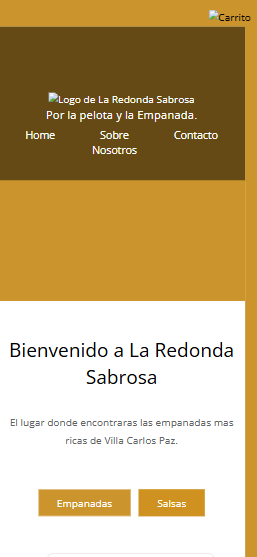 Carrito
Logo de La Redonda Sabrosa
Por la pelota y la Empanada.
Home Sobre Nosotros Contacto
Bienvenido a La Redonda
Sabrosa
El lugar donde encontraras las empanadas mas
ricas de Villa Carlos Paz.
Empanadas Salsas